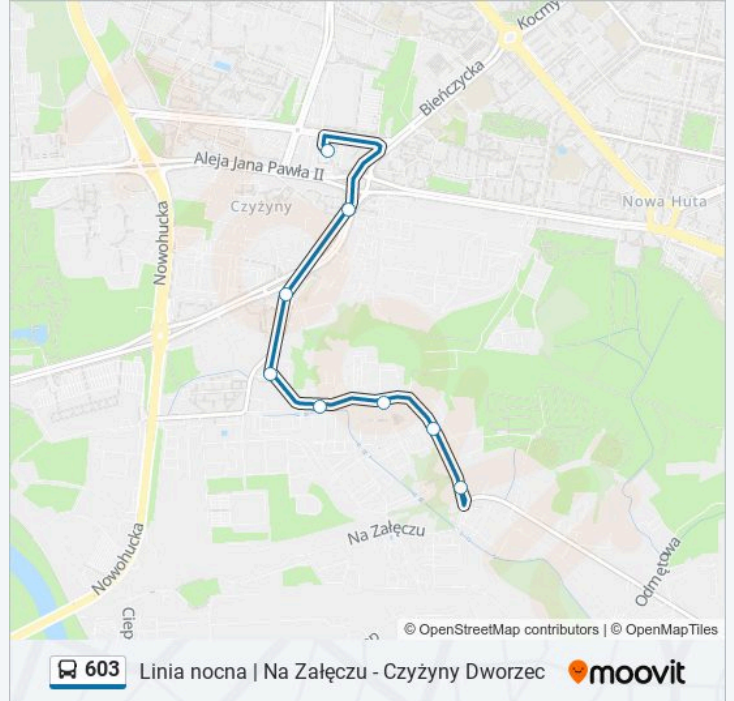 Kocmy
Bieńczycka
Aleja Jana Pawła II
Czyżyny
Nowa Huta
Nowohucka
Na Załęczu
Nowohucka
Odmętowa
Ciep
© OpenStreetMap contributors | © OpenMapTiles
603 Linia nocna | Na Załęczu - Czyżyny Dworzec moovit